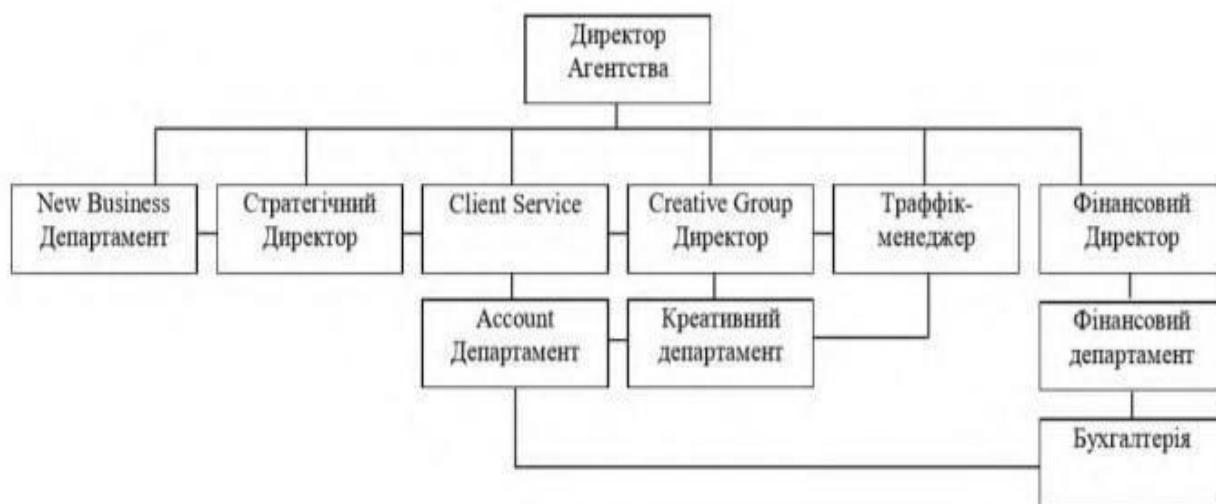 Директор
Агентства
New Business
Департамент
Стратегічний
Директор
Client Service
Creative Group
Директор
Траффік-
менеджер
Фінансовий
Директор
Account
Департамент
Креативний
департамент
Фінансовий
департамент
Бухгалтерія